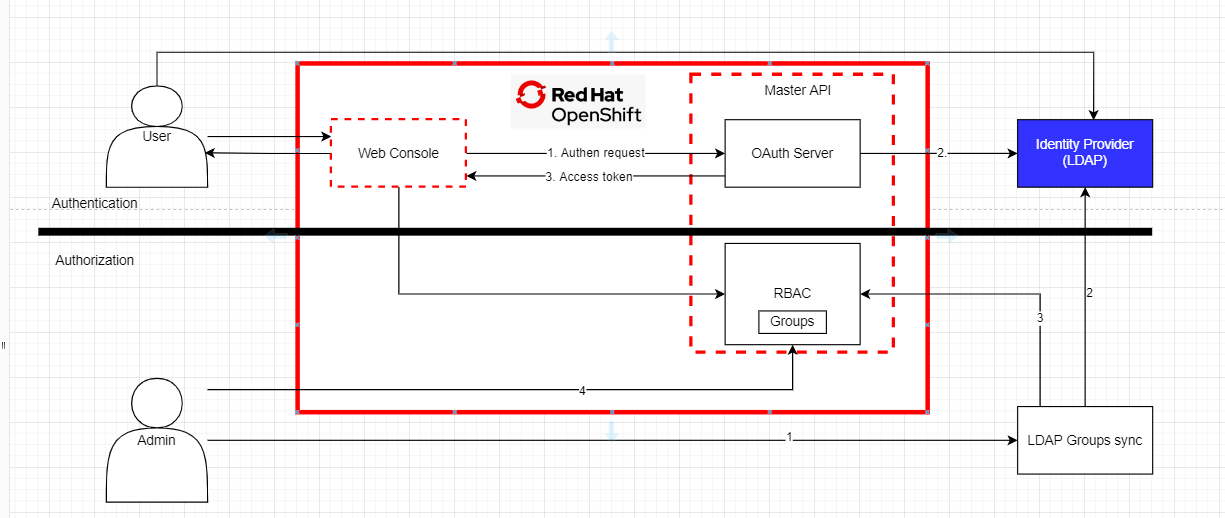 Red Hat
OpenShift
Master API
User
Web Console
1. Authen request
OAuth Server
2.
Identity Provider
(LDAP)
3. Access token
Authentication
Authorization
RBAC
Groups
2
3
4
Admin
1
LDAP Groups sync